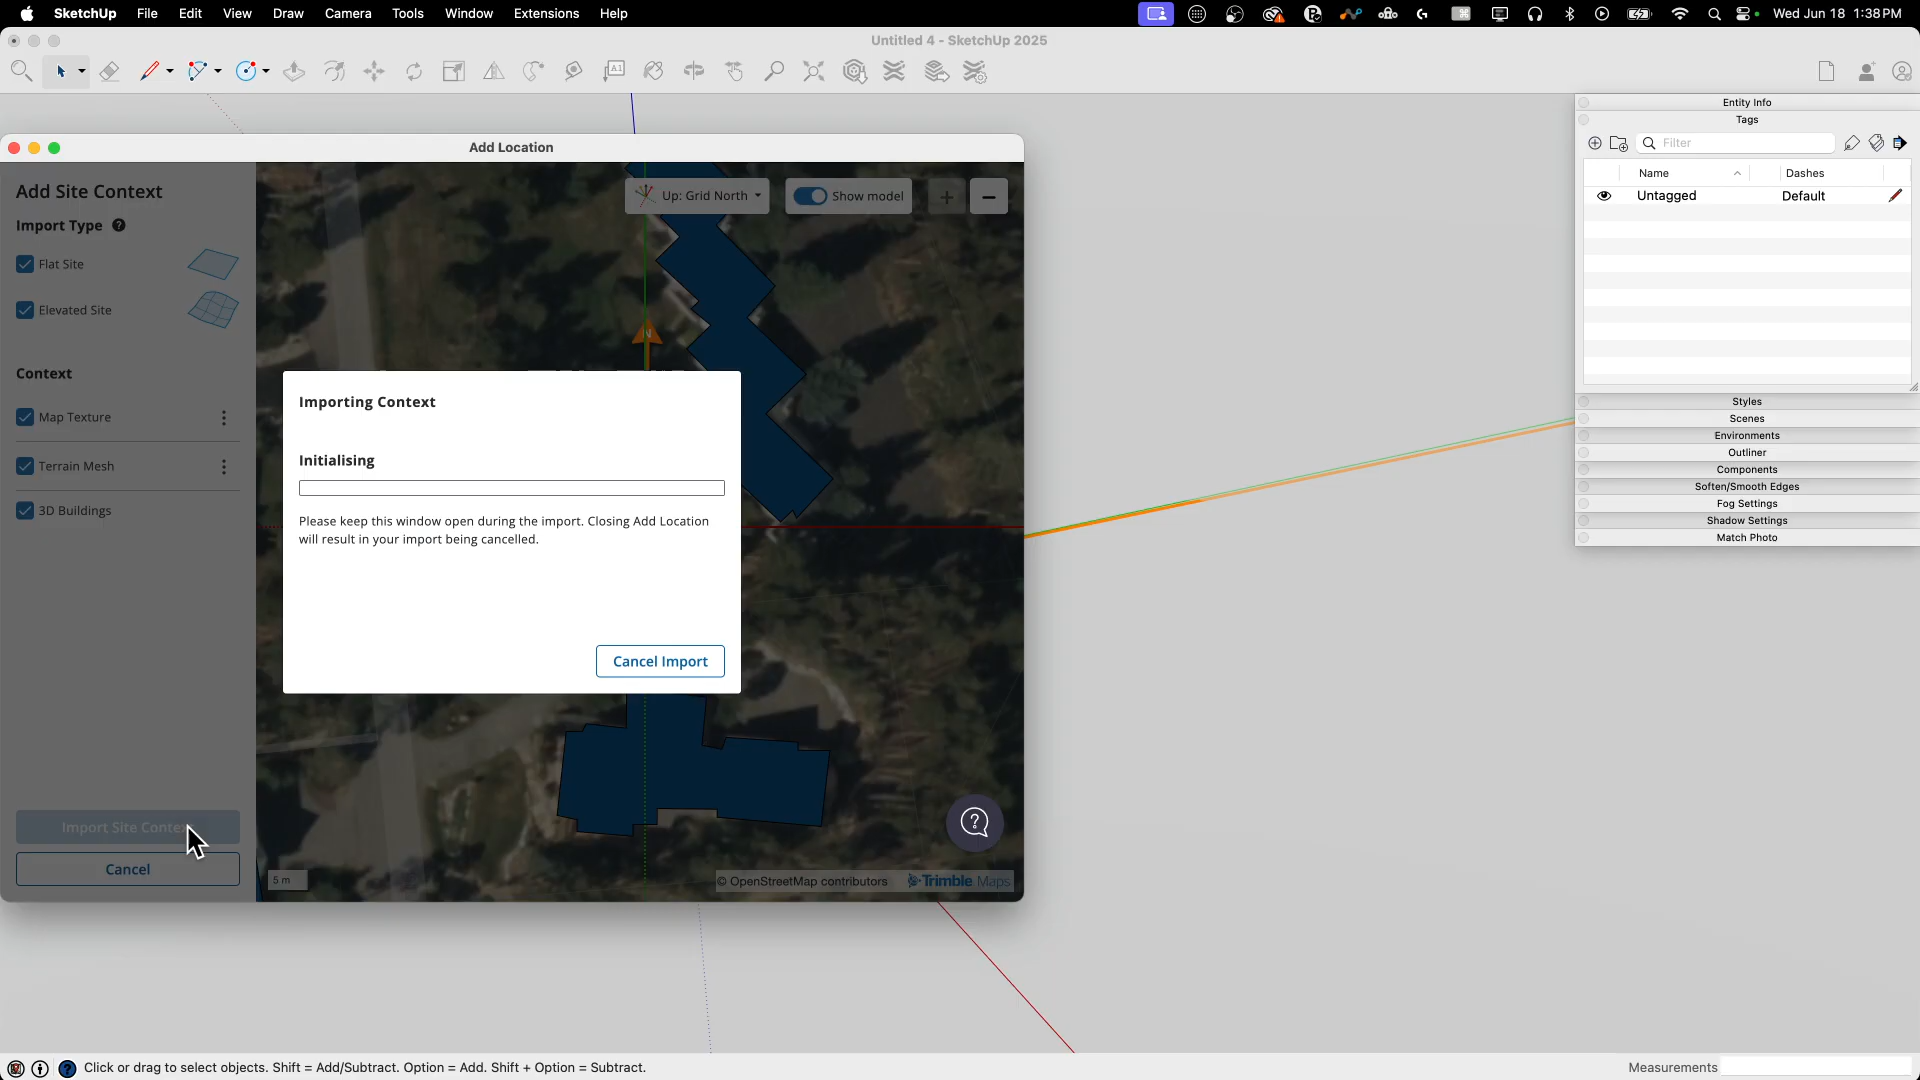 SketchUp File Edit View Draw Camera Tools Window Extensions Help
Wed Jun 18 1:38 PM
Untitled 4 - SketchUp 2025
A1
Add Location
Add Site Context
Import Type
Flat Site
Elevated Site
Context
Map Texture
Terrain Mesh
3D Buildings
Cancel
Up: Grid North
Show model
N
Importing Context
Initialising
Please keep this window open during the import. Closing Add Location
will result in your import being cancelled.
Cancel Import
5 m
© OpenStreetMap contributors
Trimble Maps
Entity Info
Tags
Filter
Name Dashes
Untagged Default
Styles
Scenes
Environments
Outliner
Components
Soften/Smooth Edges
Fog Settings
Shadow Settings
Match Photo
Click or drag to select objects. Shift = Add/Subtract. Option = Add. Shift + Option = Subtract.
Measurements